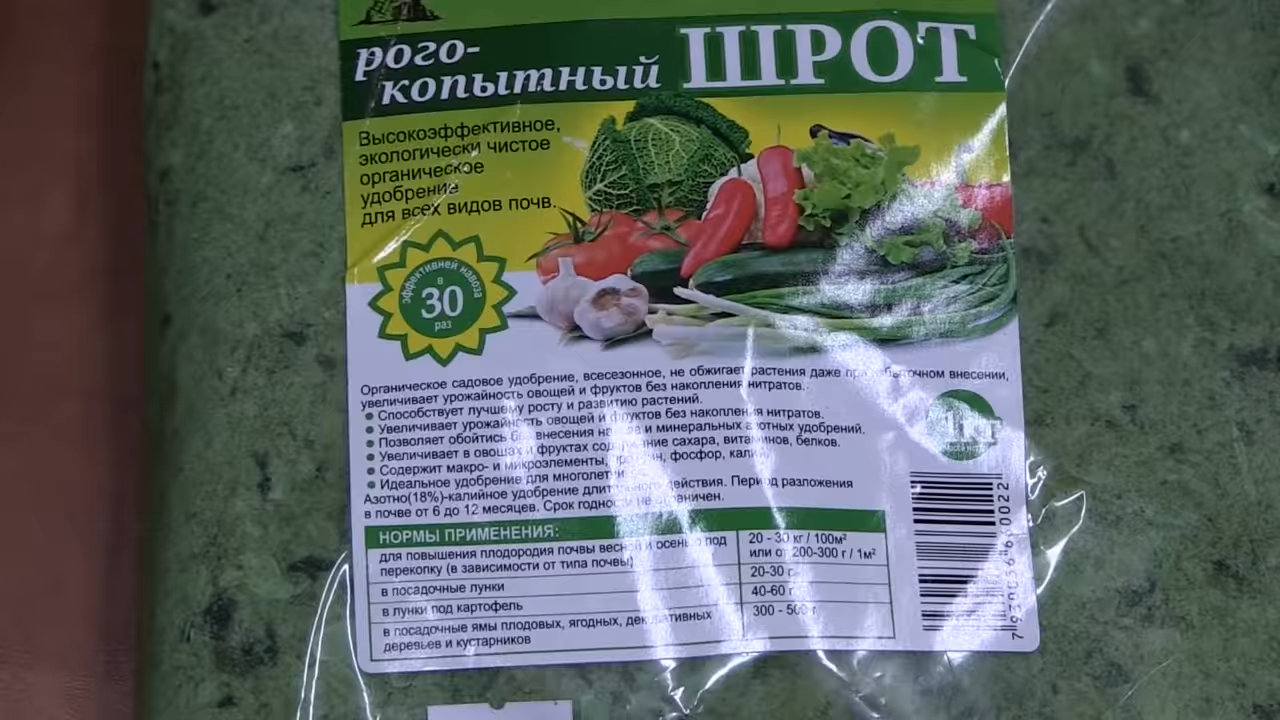 рого-
копытный ШРОТ
Высокоэффективное,
экологически чистое
органическое
удобрение
для всех видов почв.
эффективней навоза
в
30
раз
Органическое садовое удобрение, всесезонное, не обжигает растения даже при избыточном внесении,
увеличивает урожайность овощей и фруктов без накопления нитратов.
Способствует лучшему росту и развитию растений.
Увеличивает урожайность овощей и фруктов без накопления нитратов.
Позволяет обойтись без внесения навоза и минеральных азотных удобрений.
Увеличивает в овощах и фруктах содержание сахара, витаминов, белков.
Содержит макро- и микроэлементы, фосфор, калий
Идеальное удобрение для
Азотно(18%)-калийное удобрение длительного действия. Период разложения
в почве от 6 до 12 месяцев. Срок годности не ограничен.
1кг
НОРМЫ ПРИМЕНЕНИЯ:
для повышения плодородия почвы весной и осенью под
перекопку (в зависимости от типа почвы)
20 - 30 кг / 100м²
или от 200-300 г / 1м²
в посадочные лунки
20-30 г
в лунки под картофель
40-60 г
в посадочные ямы плодовых, ягодных, декоративных
деревьев и кустарников
300 - 500 г